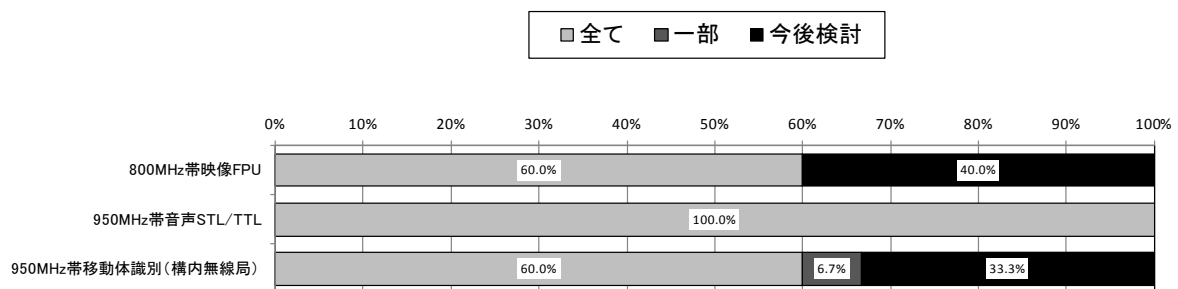 全て 一部 今後検討
0% 10% 20% 30% 40% 50% 60% 70% 80% 90% 100%
800MHz帯映像FPU 60.0% 40.0%
950MHz帯音声STL/TTL 100.0%
950MHz帯移動体識別(構内無線局) 60.0% 6.7% 33.3%